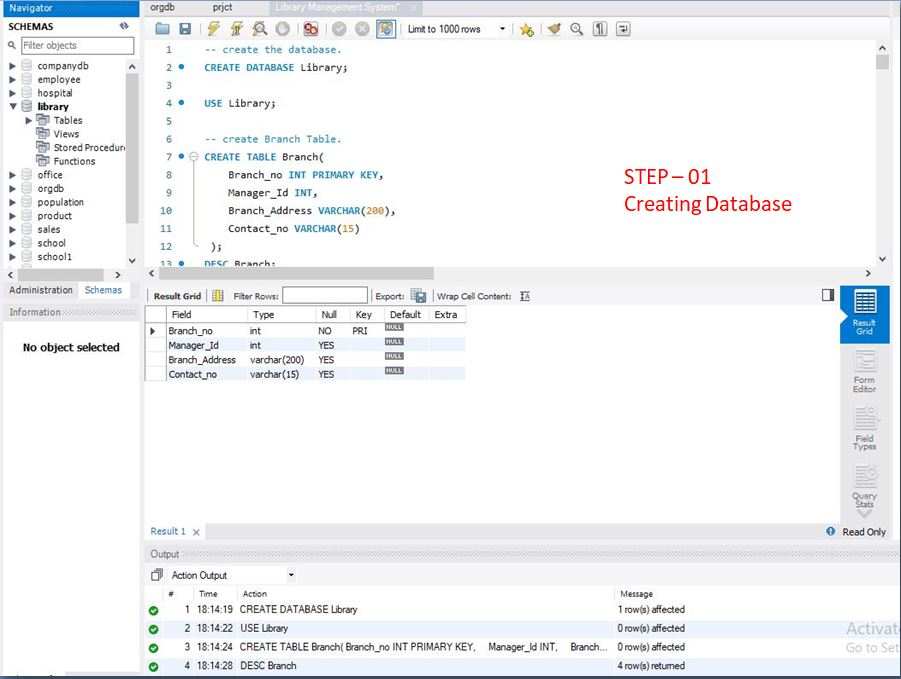 Navigator
SCHEMAS
Filter objects
companydb
employee
hospital
library
Tables
Views
Stored Procedure
Functions
office
orgdb
population
product
sales
school
school1
Administration Schemas
Information
No object selected
orgdb prjct Library Management System*
Limit to 1000 rows
1 -- create the database.
2 CREATE DATABASE Library;
3
4 USE Library;
5
6 -- create Branch Table.
7 CREATE TABLE Branch(
8 Branch_no INT PRIMARY KEY,
9 Manager_Id INT,
10 Branch_Address VARCHAR(200),
11 Contact_no VARCHAR(15)
12 );
13 DESC Branch;
STEP – 01
Creating Database
Result Grid Filter Rows: Export: Wrap Cell Content:
Field Type Null Key Default Extra
Branch_no int NO PRI NULL
Manager_Id int YES NULL
Branch_Address varchar(200) YES NULL
Contact_no varchar(15) YES NULL
Result
Grid
Form
Editor
Field
Types
Query
Stats
Result 1
Read Only
Output
Action Output
# Time Action Message
1 18:14:19 CREATE DATABASE Library 1 row(s) affected
2 18:14:22 USE Library 0 row(s) affected
3 18:14:24 CREATE TABLE Branch( Branch_no INT PRIMARY KEY, Manager_Id INT, Branch... 0 row(s) affected
4 18:14:28 DESC Branch 4 row(s) returned
Activat
Go to Set